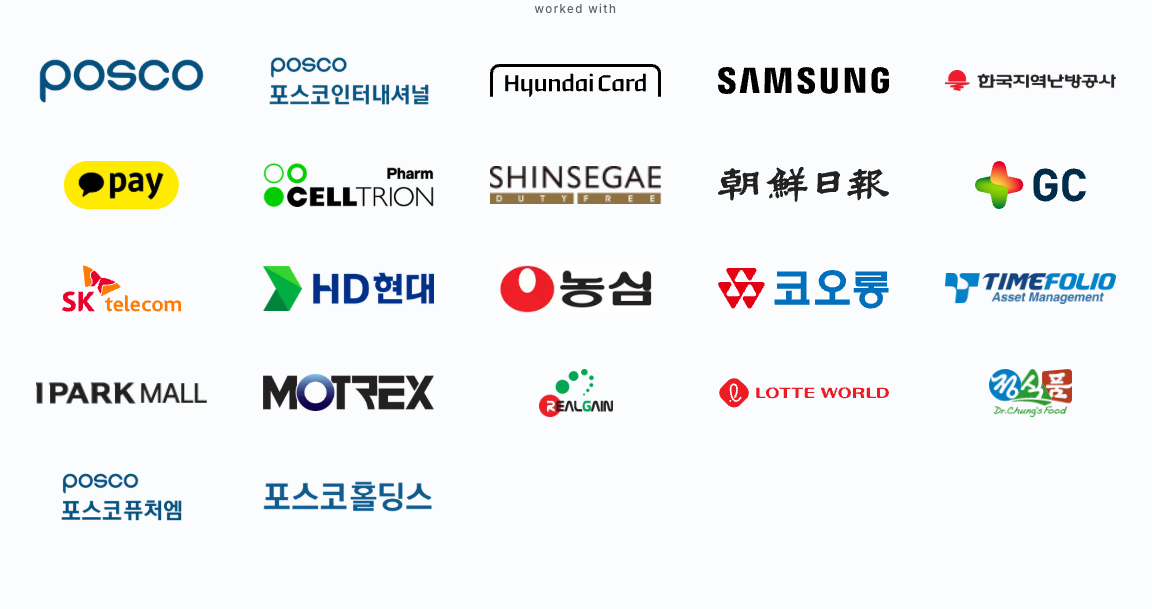 worked with
posco
posco
포스코인터내셔널
Hyundai Card
SAMSUNG
한국지역난방공사
pay
Pharm
CELLTRION
SHINSEGAE
DUTY FREE
朝鮮日報
GC
SK telecom
HD현대
농심
코오롱
TIMEFOLIO
Asset Management
IPARK MALL
MOTREX
REALGAIN
LOTTE WORLD
정식품
Dr.Chung's Food
posco
포스코퓨처엠
포스코홀딩스